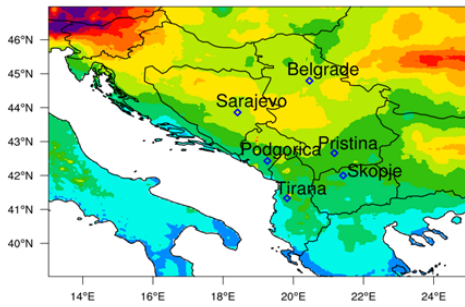 46°N
45°N
Belgrade
44°N
Sarajevo
43°N
Podgorica Pristina
42°N
Skopje
Tirana
41°N
40°N
14°E 16°E 18°E 20°E 22°E 24°E